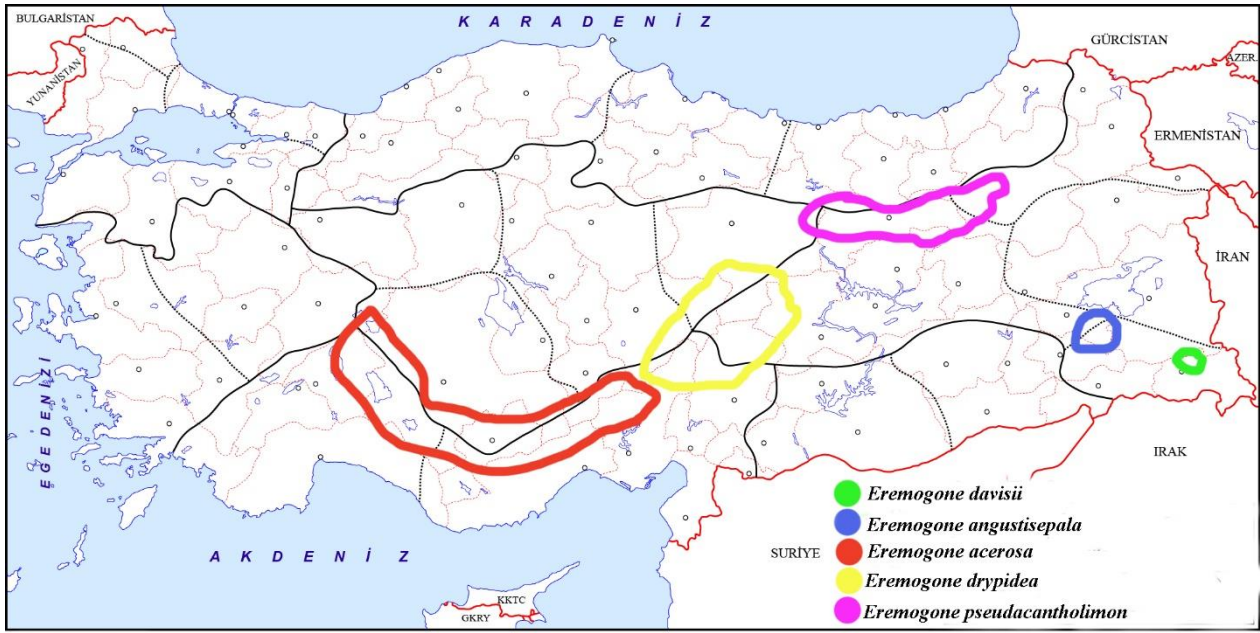 BULGARİSTAN
K A R A D E N İ Z
GÜRCİSTAN
YUNANİSTAN
AZER.
ERMENİSTAN
İRAN
E G E D E N İ Z İ
IRAK
Eremogone davisii
Eremogone angustisepala
SURİYE
Eremogone acerosa
A K D E N İ Z
Eremogone drypidea
KKTC
Eremogone pseudacantholimon
GKRY